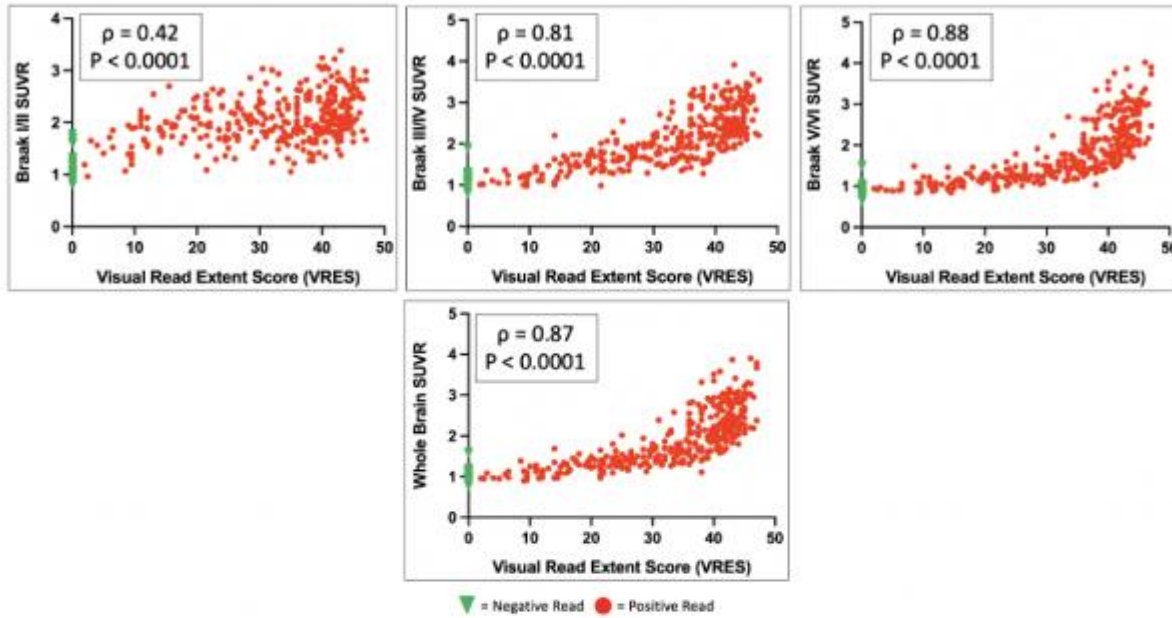 ρ = 0.42
P < 0.0001
Braak I/II SUVR
4
3
2
1
0
0 10 20 30 40 50
Visual Read Extent Score (VRES)
ρ = 0.81
P < 0.0001
Braak III/IV SUVR
5
4
3
2
1
0
0 10 20 30 40 50
Visual Read Extent Score (VRES)
ρ = 0.88
P < 0.0001
Braak V/VI SUVR
5
4
3
2
1
0
0 10 20 30 40 50
Visual Read Extent Score (VRES)
ρ = 0.87
P < 0.0001
Whole Brain SUVR
5
4
3
2
1
0
0 10 20 30 40 50
Visual Read Extent Score (VRES)
= Negative Read = Positive Read